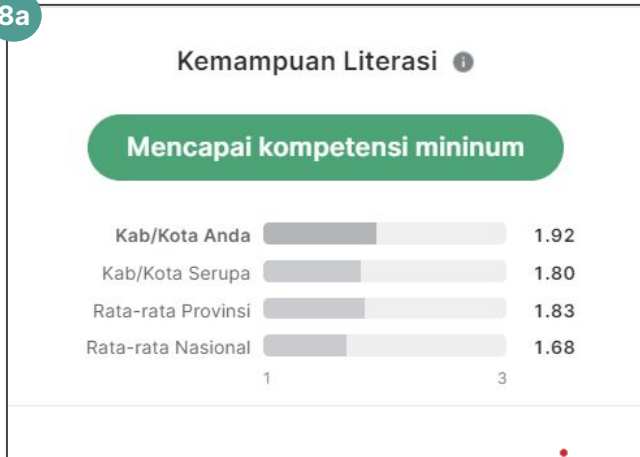 8a
Kemampuan Literasi
Mencapai kompetensi mininum
Kab/Kota Anda 1.92
Kab/Kota Serupa 1.80
Rata-rata Provinsi 1.83
Rata-rata Nasional 1.68
1 3